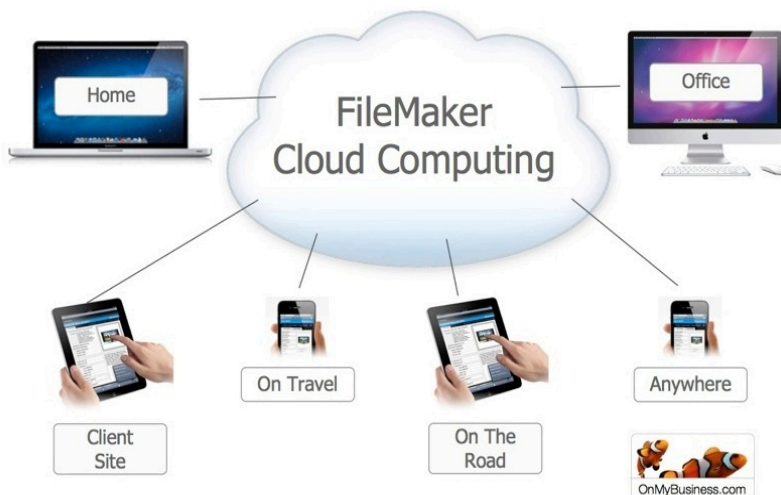 Home
FileMaker
Cloud Computing
Office
On Travel
Anywhere
Client
Site
On The
Road
OnMyBusiness.com